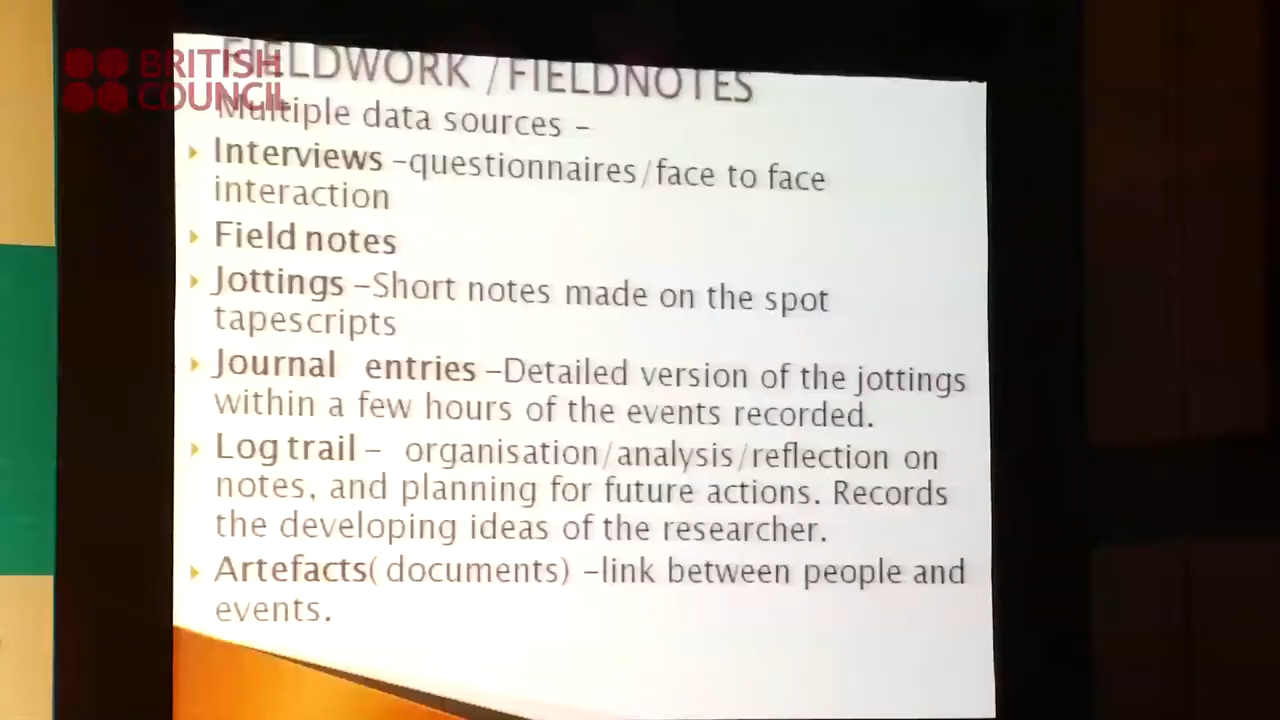 BRITISH
COUNCIL
FIELDWORK /FIELDNOTES
Multiple data sources –
Interviews –questionnaires/face to face
interaction
Field notes
Jottings –Short notes made on the spot
tapescripts
Journal entries –Detailed version of the jottings
within a few hours of the events recorded.
Log trail – organisation/analysis/reflection on
notes, and planning for future actions. Records
the developing ideas of the researcher.
Artefacts( documents) –link between people and
events.